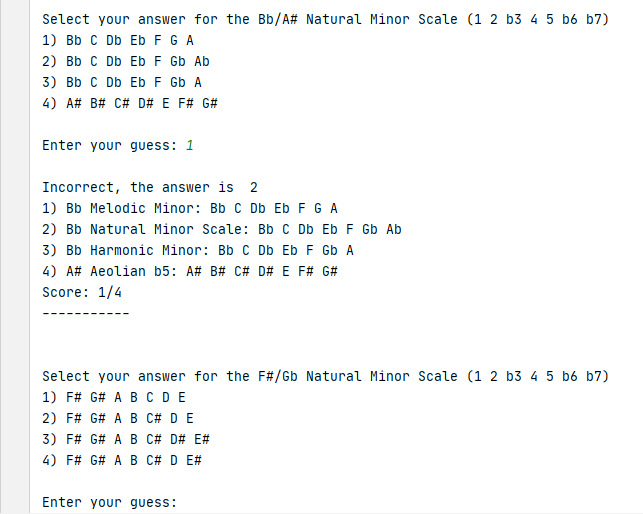 Select your answer for the Bb/A# Natural Minor Scale (1 2 b3 4 5 b6 b7)
1) Bb C Db Eb F G A
2) Bb C Db Eb F Gb Ab
3) Bb C Db Eb F Gb A
4) A# B# C# D# E F# G#
Enter your guess: 1
Incorrect, the answer is  2
1) Bb Melodic Minor: Bb C Db Eb F G A
2) Bb Natural Minor Scale: Bb C Db Eb F Gb Ab
3) Bb Harmonic Minor: Bb C Db Eb F Gb A
4) A# Aeolian b5: A# B# C# D# E F# G#
Score: 1/4
-----------
Select your answer for the F#/Gb Natural Minor Scale (1 2 b3 4 5 b6 b7)
1) F# G# A B C D E
2) F# G# A B C# D E
3) F# G# A B C# D# E#
4) F# G# A B C# D E#
Enter your guess: